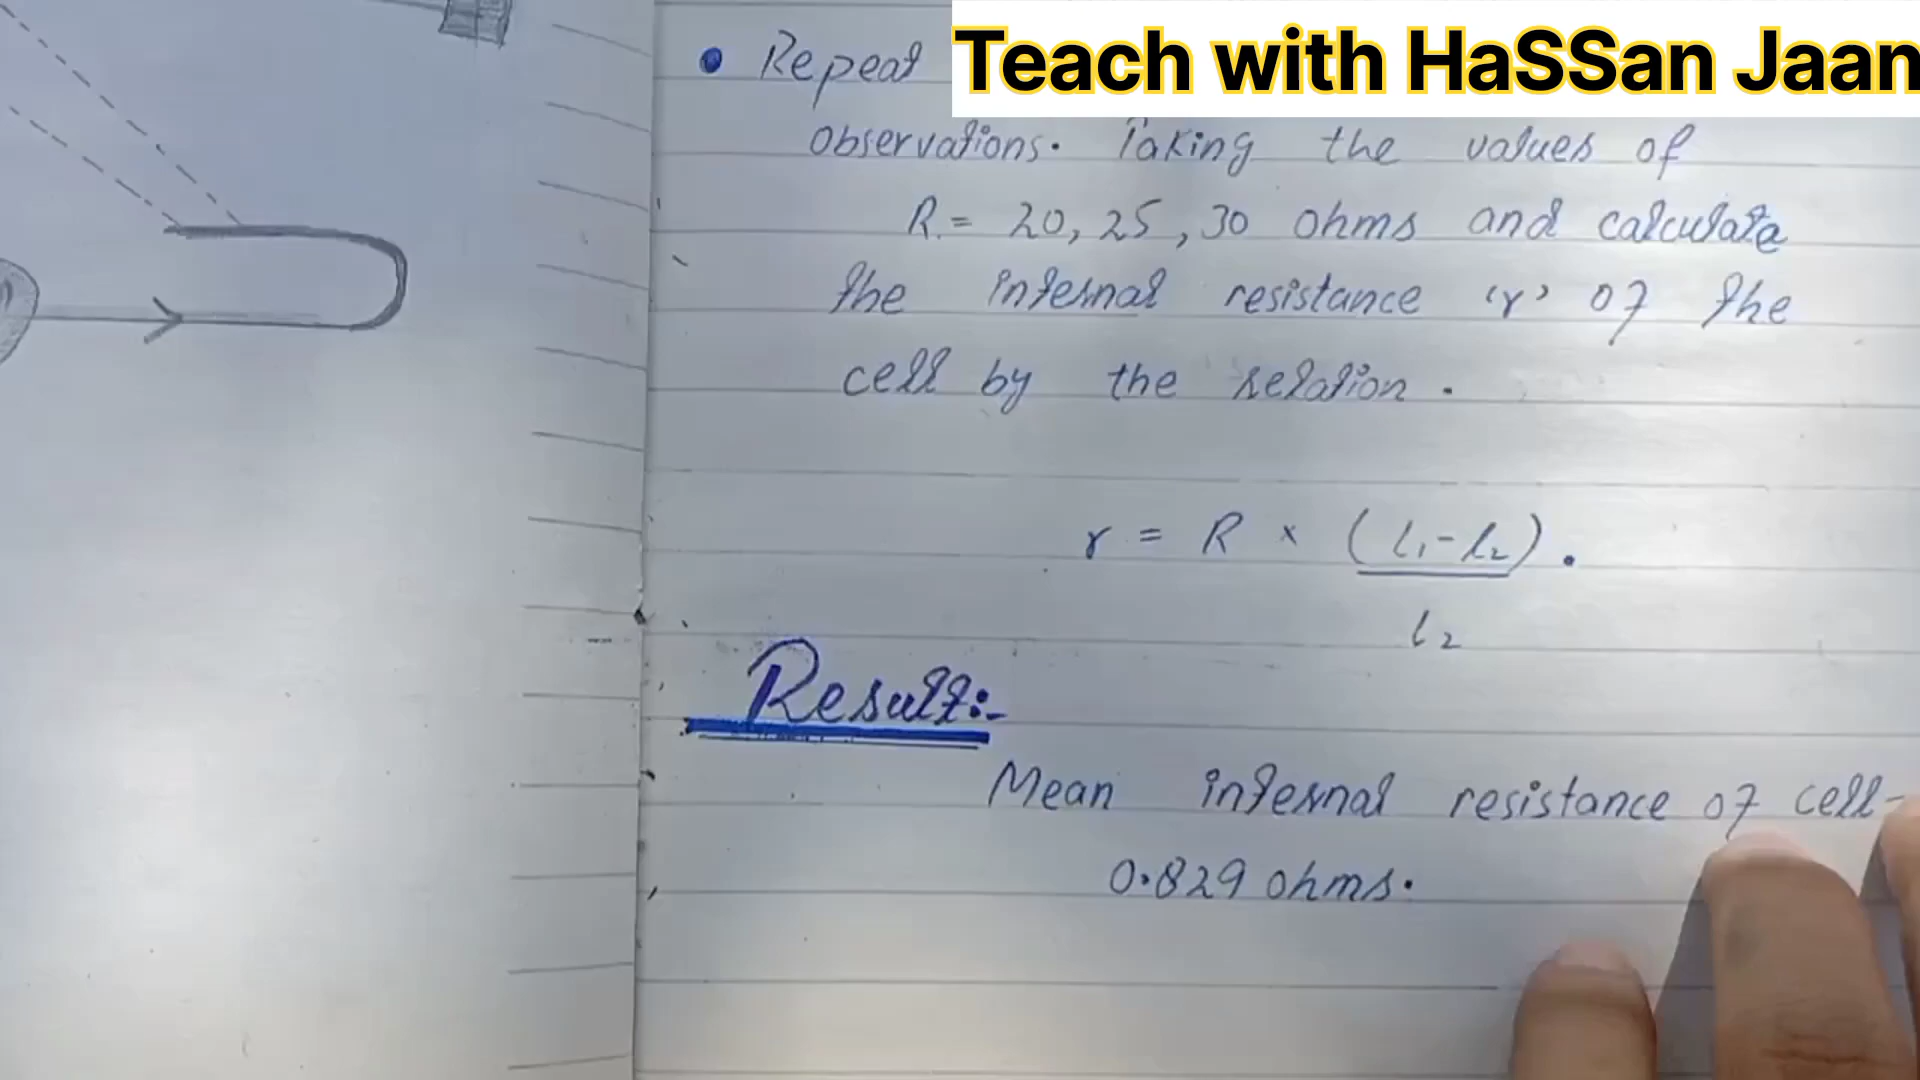 Teach with HaSSan Jaan
• Repeat
observations. Taking the values of
R = 20, 25, 30 ohms and calculate
the internal resistance 'r' of the
cell by the relation.
r = R × (l₁-l₂).
l₂
Result:-
Mean internal resistance of cell-
0.829 ohms.